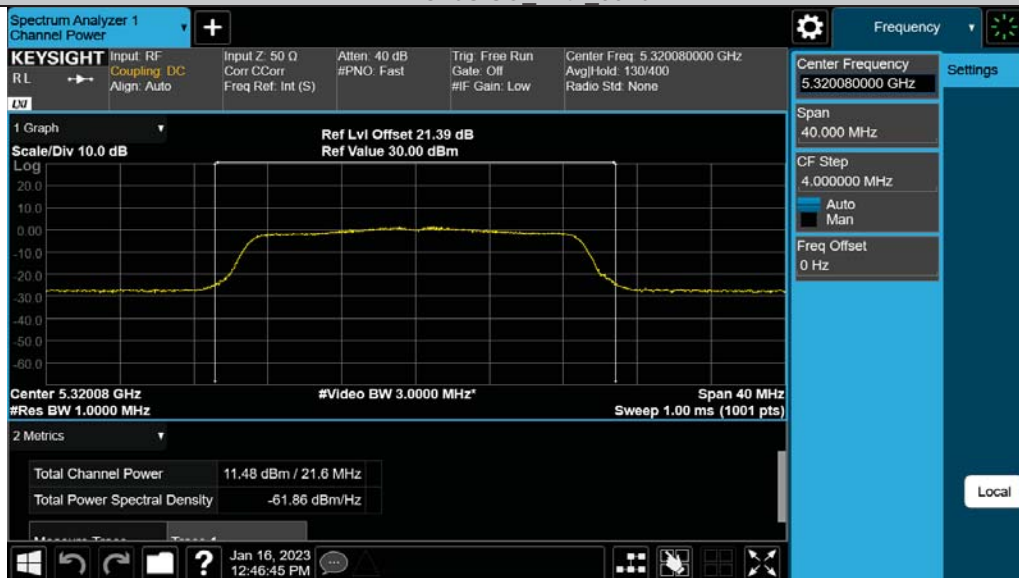 Spectrum Analyzer 1
Channel Power
+
Frequency
KEYSIGHT
RL
LXI
Input: RF
Coupling: DC
Align: Auto
Input Z: 50 Ω
Corr CCorr
Freq Ref: Int (S)
Atten: 40 dB
#PNO: Fast
Trig: Free Run
Gate: Off
#IF Gain: Low
Center Freq: 5.320080000 GHz
Avg|Hold: 130/400
Radio Std: None
Center Frequency
5.320080000 GHz
Settings
Span
40.000 MHz
CF Step
4.000000 MHz
Auto
Man
Freq Offset
0 Hz
1 Graph
Scale/Div 10.0 dB
Ref Lvl Offset 21.39 dB
Ref Value 30.00 dBm
Log
20.0
10.0
0.00
-10.0
-20.0
-30.0
-40.0
-50.0
-60.0
Center 5.32008 GHz
#Video BW 3.0000 MHz*
Span 40 MHz
#Res BW 1.0000 MHz
Sweep 1.00 ms (1001 pts)
2 Metrics
Total Channel Power 11.48 dBm / 21.6 MHz
Total Power Spectral Density -61.86 dBm/Hz
Local
?
Jan 16, 2023
12:46:45 PM